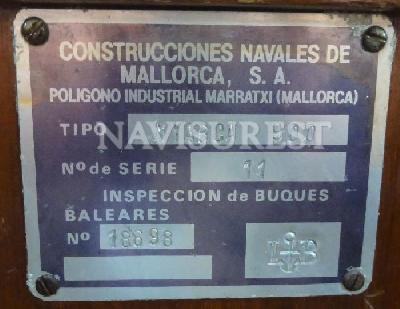 CONSTRUCCIONES NAVALES DE
MALLORCA, S. A.
POLIGONO INDUSTRIAL MARRATXI (MALLORCA)
TIPO
NAVISUREST
Nº de SERIE 11
INSPECCION de BUQUES
BALEARES
Nº 18698